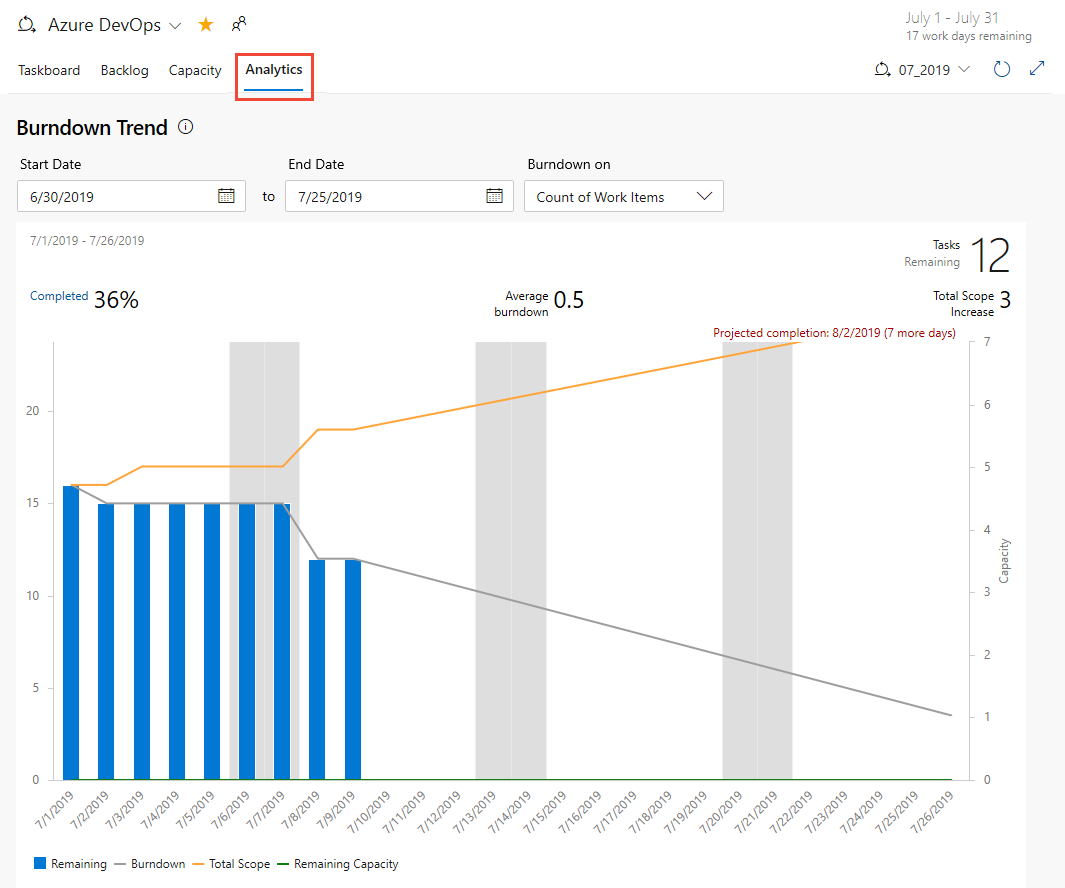 Azure DevOps
July 1 - July 31
17 work days remaining
Taskboard Backlog Capacity Analytics
07_2019
Burndown Trend
Start Date End Date Burndown on
6/30/2019 to 7/25/2019 Count of Work Items
7/1/2019 - 7/26/2019
Tasks
Remaining
12
Completed 36%
Average
burndown
0.5
Total Scope
Increase
3
Projected completion: 8/2/2019 (7 more days)
20
15
10
5
0
7
6
5
4
3
2
1
0
Capacity
7/1/2019
7/2/2019
7/3/2019
7/4/2019
7/5/2019
7/6/2019
7/7/2019
7/8/2019
7/9/2019
7/10/2019
7/11/2019
7/12/2019
7/13/2019
7/14/2019
7/15/2019
7/16/2019
7/17/2019
7/18/2019
7/19/2019
7/20/2019
7/21/2019
7/22/2019
7/23/2019
7/24/2019
7/25/2019
7/26/2019
Remaining Burndown Total Scope Remaining Capacity